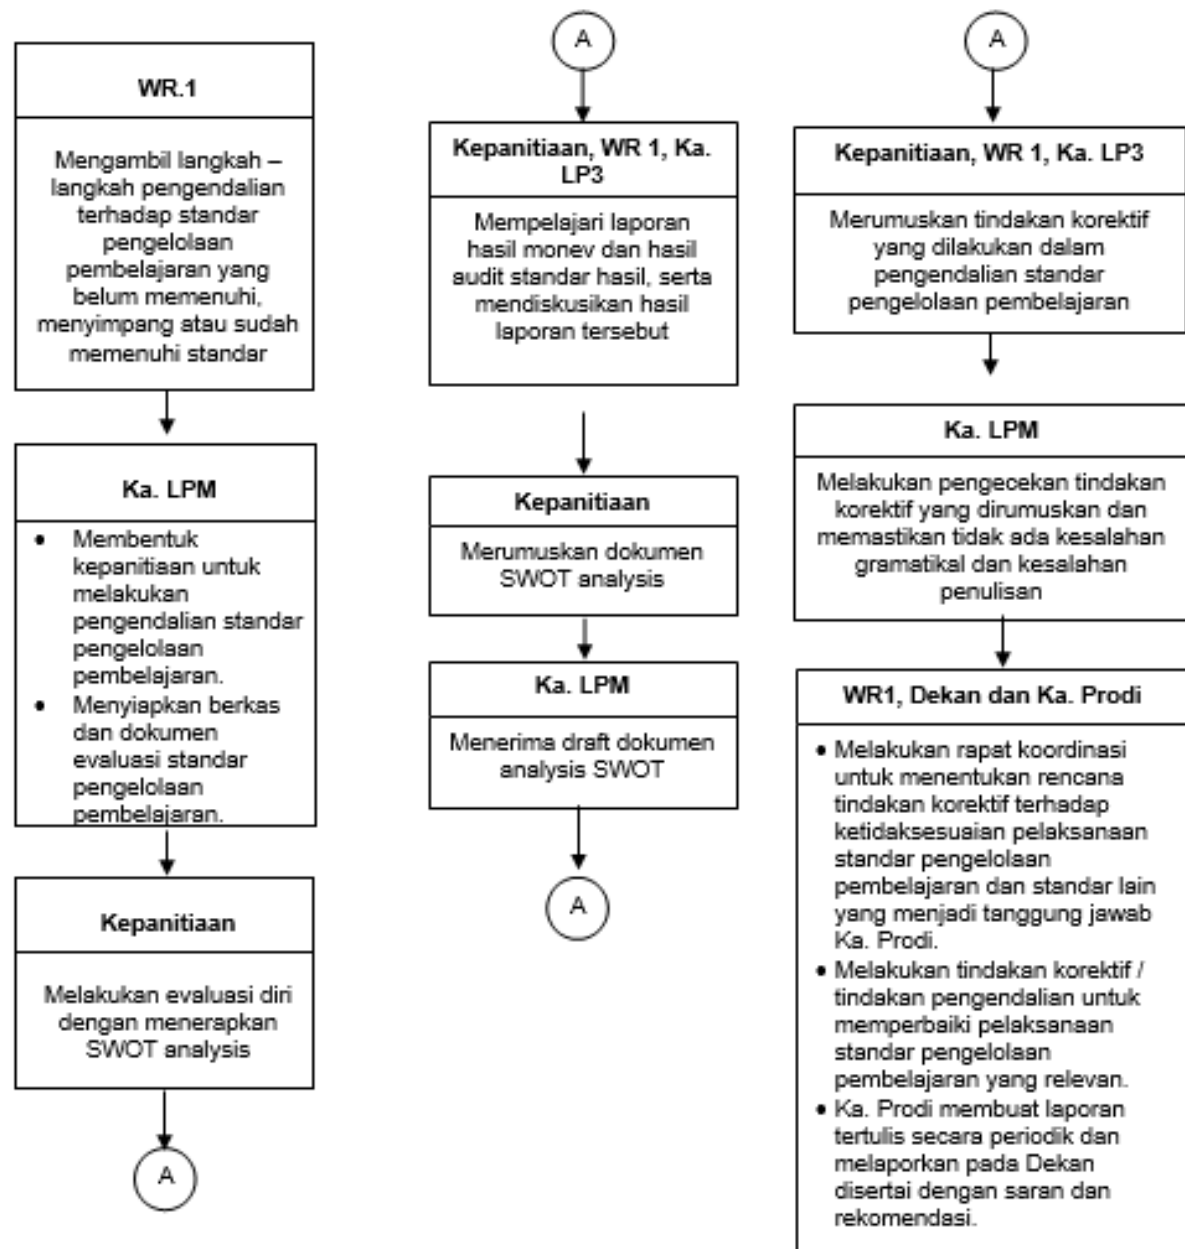 WR.1
Mengambil langkah –
langkah pengendalian
terhadap standar
pengelolaan
pembelajaran yang
belum memenuhi,
menyimpang atau sudah
memenuhi standar
Ka. LPM
• Membentuk
kepanitiaan untuk
melakukan
pengendalian standar
pengelolaan
pembelajaran.
• Menyiapkan berkas
dan dokumen
evaluasi standar
pengelolaan
pembelajaran.
Kepanitiaan
Melakukan evaluasi diri
dengan menerapkan
SWOT analysis
A
A
Kepanitiaan, WR 1, Ka.
LP3
Mempelajari laporan
hasil monev dan hasil
audit standar hasil, serta
mendiskusikan hasil
laporan tersebut
Kepanitiaan
Merumuskan dokumen
SWOT analysis
Ka. LPM
Menerima draft dokumen
analysis SWOT
A
A
Kepanitiaan, WR 1, Ka. LP3
Merumuskan tindakan korektif
yang dilakukan dalam
pengendalian standar
pengelolaan pembelajaran
Ka. LPM
Melakukan pengecekan tindakan
korektif yang dirumuskan dan
memastikan tidak ada kesalahan
gramatikal dan kesalahan
penulisan
WR1, Dekan dan Ka. Prodi
• Melakukan rapat koordinasi
untuk menentukan rencana
tindakan korektif terhadap
ketidaksesuaian pelaksanaan
standar pengelolaan
pembelajaran dan standar lain
yang menjadi tanggung jawab
Ka. Prodi.
• Melakukan tindakan korektif /
tindakan pengendalian untuk
memperbaiki pelaksanaan
standar pengelolaan
pembelajaran yang relevan.
• Ka. Prodi membuat laporan
tertulis secara periodik dan
melaporkan pada Dekan
disertai dengan saran dan
rekomendasi.